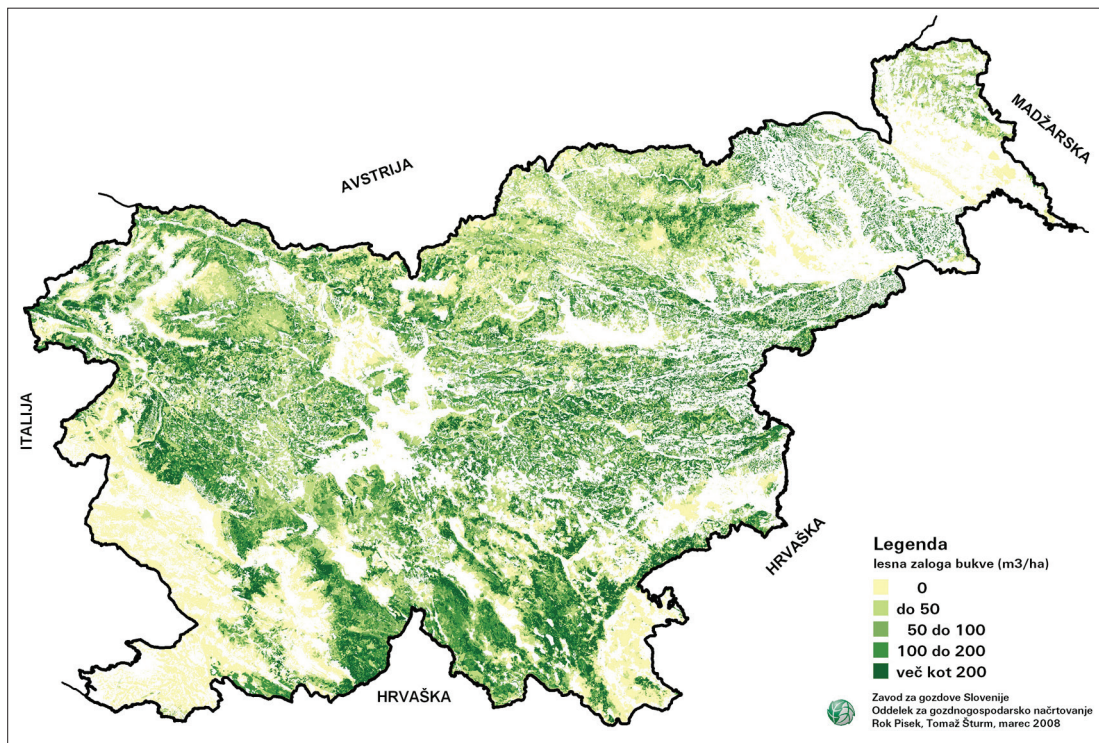 MADŽARSKA
AVSTRIJA
ITALIJA
HRVAŠKA
HRVAŠKA
Legenda
lesna zaloga bukve (m3/ha)
0
do 50
50 do 100
100 do 200
več kot 200
Zavod za gozdove Slovenije
Oddelek za gozdnogospodarsko načrtovanje
Rok Pisek, Tomaž Šturm, marec 2008